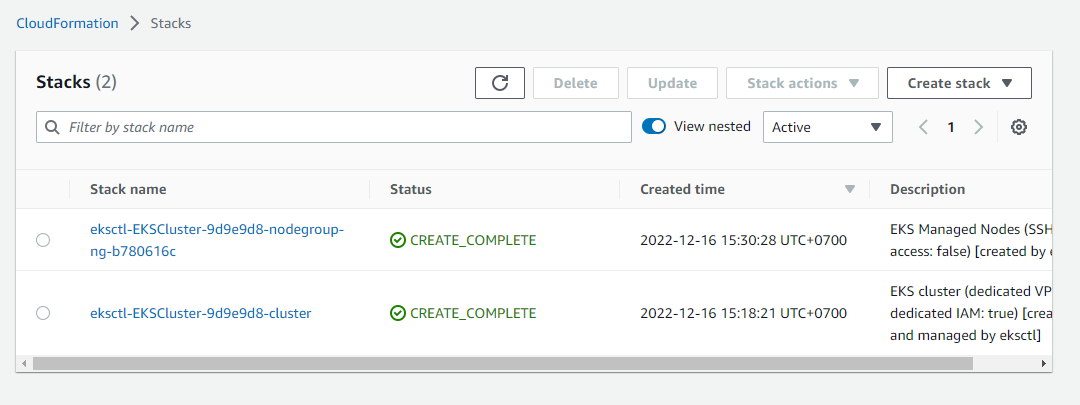 CloudFormation > Stacks
Stacks (2)
Delete
Update
Stack actions
Create stack
Filter by stack name
View nested
Active
1
Stack name
Status
Created time
Description
eksctl-EKSCluster-9d9e9d8-nodegroup-
ng-b780616c
CREATE_COMPLETE
2022-12-16 15:30:28 UTC+0700
EKS Managed Nodes (SSH
access: false) [created by e
eksctl-EKSCluster-9d9e9d8-cluster
CREATE_COMPLETE
2022-12-16 15:18:21 UTC+0700
EKS cluster (dedicated VP
dedicated IAM: true) [crea
and managed by eksctl]